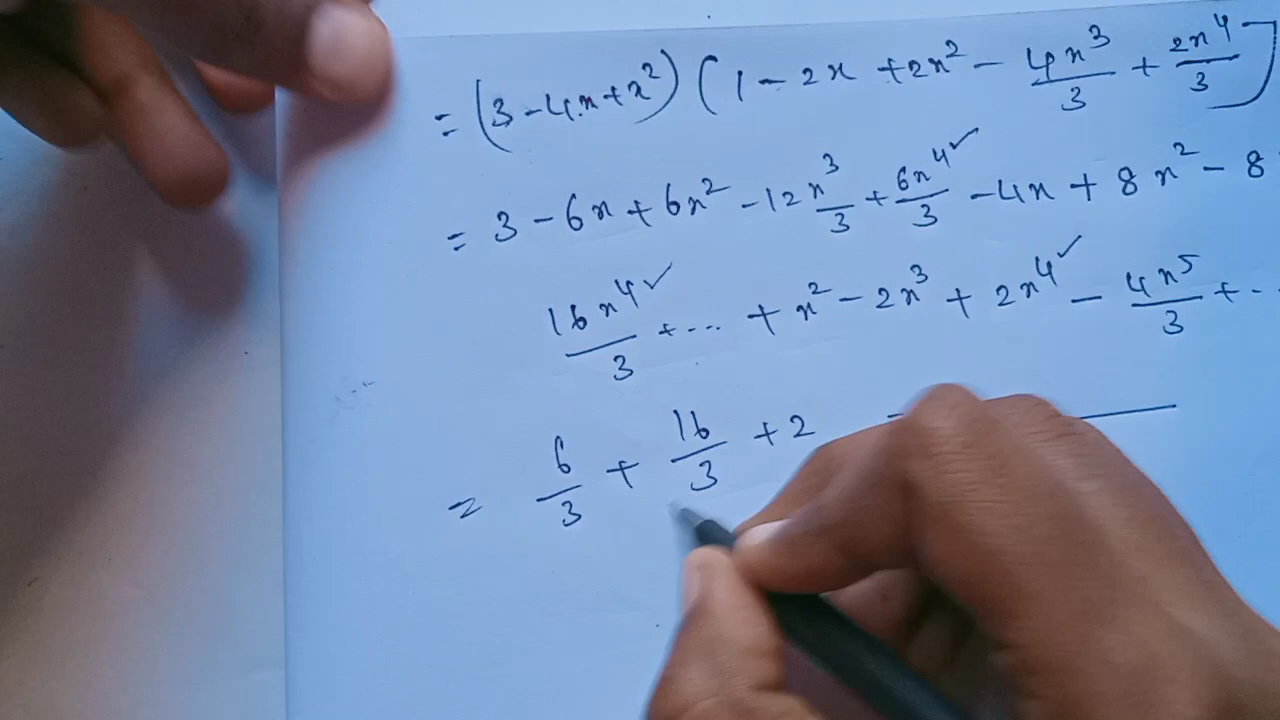 = (3 - 4x + x²) (1 - 2x + 2x² - 4x³/3 + 2x⁴/3
= 3 - 6x + 6x² - 12x³/3 + 6x⁴/3 ✓ - 4x + 8x² - 8
16x⁴/3 ✓ + ... + x² - 2x³ + 2x⁴ ✓ - 4x⁵/3 + ..
= 6/3 + 16/3 + 2